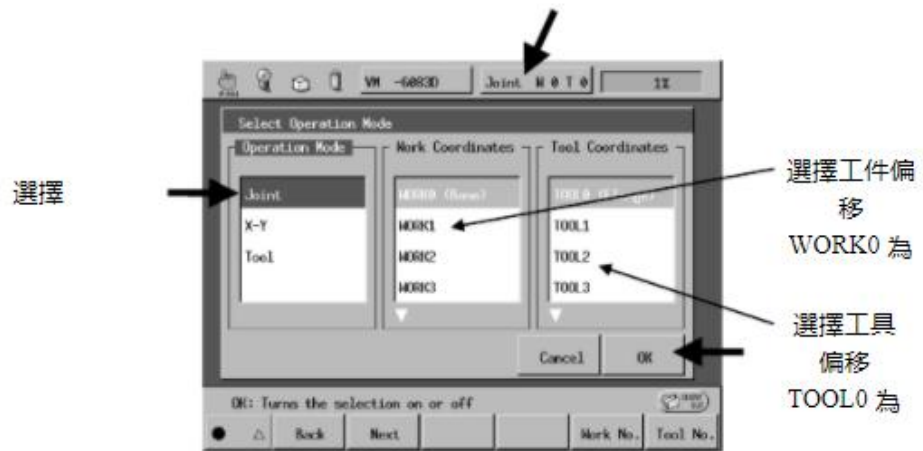 VM -6083D Joint W 0 T 0 1%
Select Operation Mode
Operation Mode Work Coordinates Tool Coordinates
Joint WORK0 (Base) TOOL0 (Flange)
X-Y WORK1 TOOL1
Tool WORK2 TOOL2
WORK3 TOOL3
Cancel OK
OK: Turns the selection on or off
Back Next Work No. Tool No.
選擇
選擇工件偏
移
WORK0 為
選擇工具
偏移
TOOL0 為